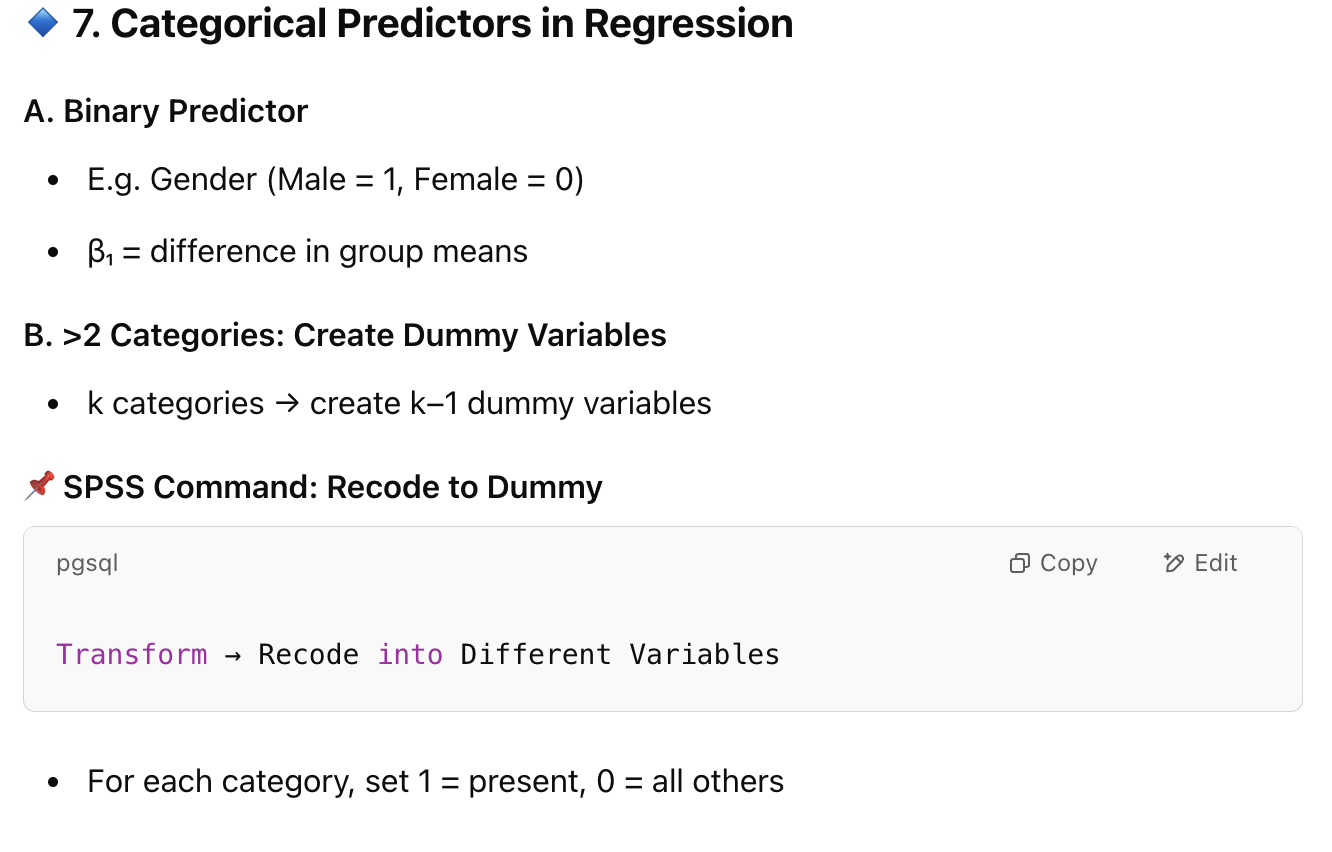 🔷 7. Categorical Predictors in Regression
A. Binary Predictor
• E.g. Gender (Male = 1, Female = 0)
• β₁ = difference in group means
B. >2 Categories: Create Dummy Variables
• k categories → create k–1 dummy variables
📌 SPSS Command: Recode to Dummy
pgsql Copy Edit
Transform → Recode into Different Variables
• For each category, set 1 = present, 0 = all others